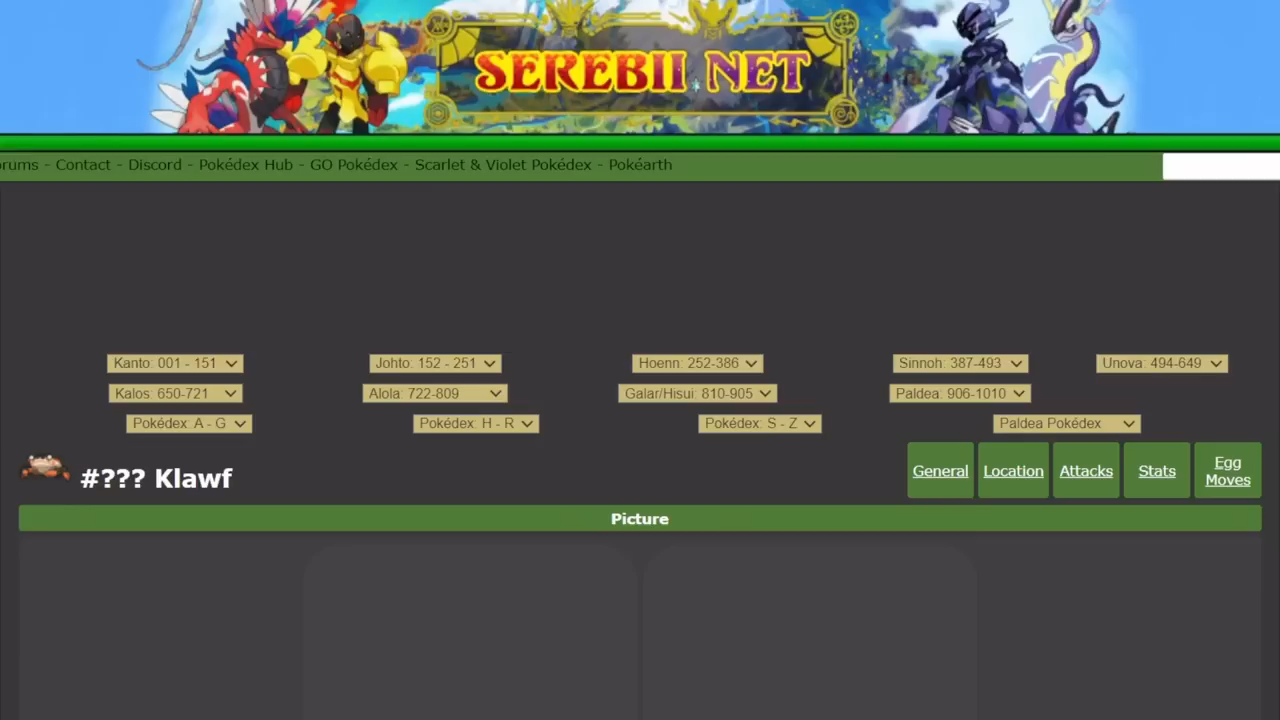 SEREBII NET
orums - Contact - Discord - Pokédex Hub - GO Pokédex - Scarlet & Violet Pokédex - Pokéarth
Kanto: 001 - 151
Johto: 152 - 251
Hoenn: 252-386
Sinnoh: 387-493
Unova: 494-649
Kalos: 650-721
Alola: 722-809
Galar/Hisui: 810-905
Paldea: 906-1010
Pokédex: A - G
Pokédex: H - R
Pokédex: S - Z
Paldea Pokédex
#??? Klawf
General
Location
Attacks
Stats
Egg
Moves
Picture